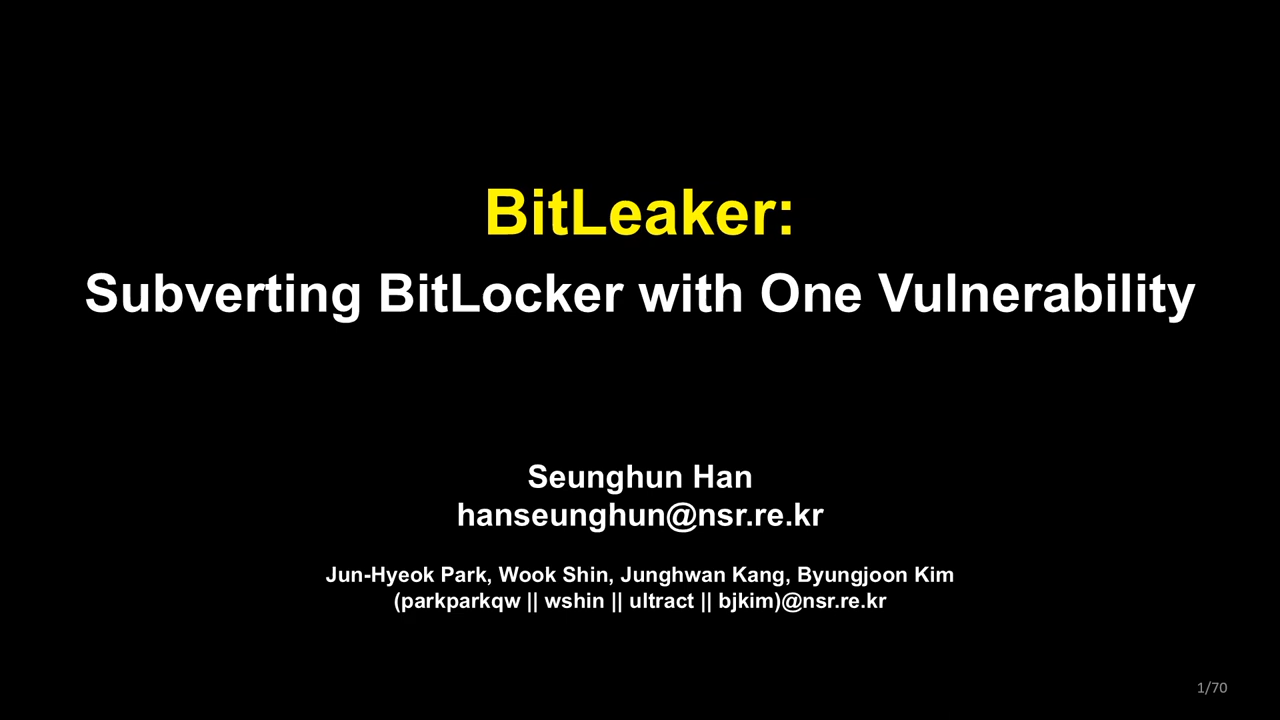 BitLeaker:
Subverting BitLocker with One Vulnerability
Seunghun Han
hanseunghun@nsr.re.kr
Jun-Hyeok Park, Wook Shin, Junghwan Kang, Byungjoon Kim
(parkparkqw || wshin || ultract || bjkim)@nsr.re.kr
1/70